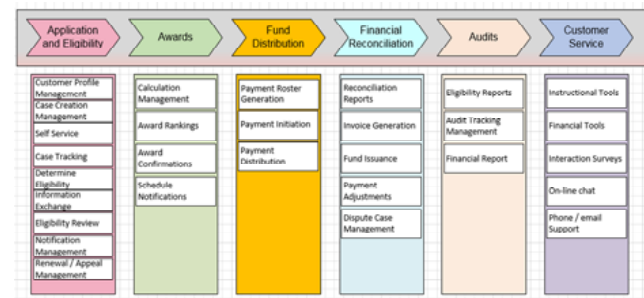 Application
and Eligibility
Awards
Fund
Distribution
Financial
Reconciliation
Audits
Customer
Service
Customer Profile
Management
Case Creation
Management
Self Service
Case Tracking
Determine
Eligibility
Information
Exchange
Eligibility Review
Notification
Management
Renewal / Appeal
Management
Calculation
Management
Award Rankings
Award
Confirmations
Schedule
Notifications
Payment Roster
Generation
Payment Initiation
Payment
Distribution
Reconciliation
Reports
Invoice Generation
Fund Issuance
Payment
Adjustments
Dispute Case
Management
Eligibility Reports
Audit Tracking
Management
Financial Report
Instructional Tools
Financial Tools
Interaction Surveys
On-line chat
Phone / email
Support